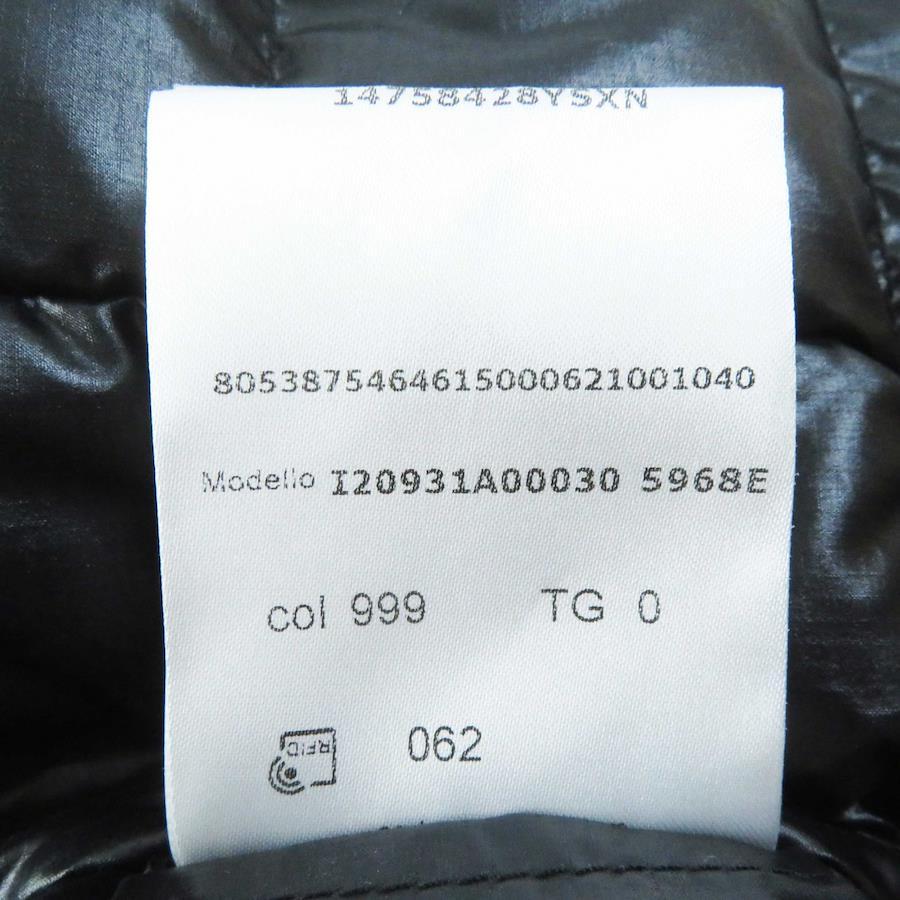 14758428YSXN
8053875464615000621001040
Modello I20931A00030 5968E
col 999 TG 0
RFID 062